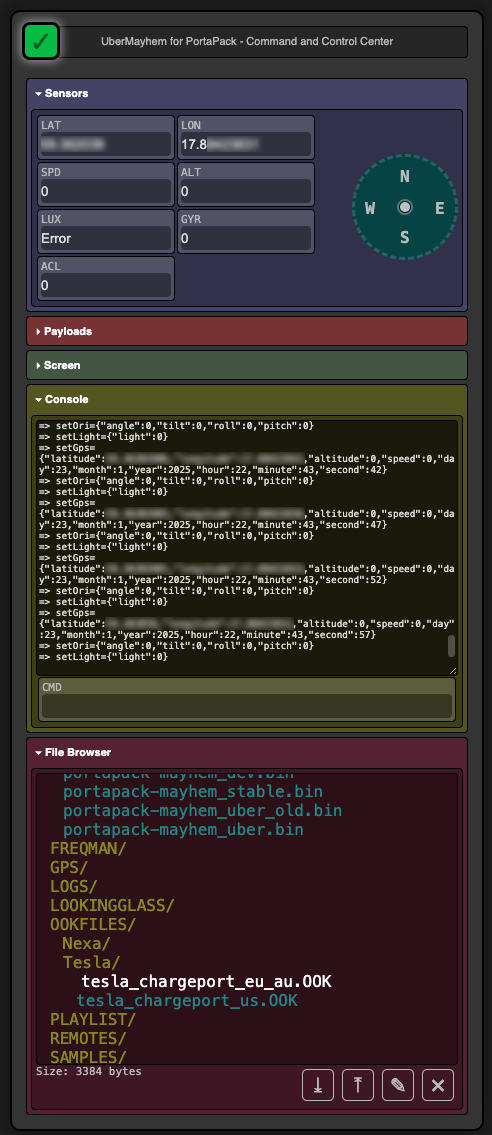 ✓ UberMayhem for PortaPack - Command and Control Center
Sensors
LAT LON
17.8
SPD ALT
0 0
LUX GYR
Error 0
ACL
0
N
W E
S
Payloads
Screen
Console
=> setOri={"angle":0,"tilt":0,"roll":0,"pitch":0}
=> setLight={"light":0}
=> setGps=
{"latitude": ,"altitude":0,"speed":0,"da
y":23,"month":1,"year":2025,"hour":22,"minute":43,"second":42}
=> setOri={"angle":0,"tilt":0,"roll":0,"pitch":0}
=> setLight={"light":0}
=> setGps=
{"latitude": ,"altitude":0,"speed":0,"da
y":23,"month":1,"year":2025,"hour":22,"minute":43,"second":47}
=> setOri={"angle":0,"tilt":0,"roll":0,"pitch":0}
=> setLight={"light":0}
=> setGps=
{"latitude": ,"altitude":0,"speed":0,"da
y":23,"month":1,"year":2025,"hour":22,"minute":43,"second":52}
=> setOri={"angle":0,"tilt":0,"roll":0,"pitch":0}
=> setLight={"light":0}
=> setGps=
{"latitude": ,"altitude":0,"speed":0,"day"
:23,"month":1,"year":2025,"hour":22,"minute":43,"second":57}
=> setOri={"angle":0,"tilt":0,"roll":0,"pitch":0}
=> setLight={"light":0}
CMD
File Browser
portapack-mayhem_dev.bin
portapack-mayhem_stable.bin
portapack-mayhem_uber_old.bin
portapack-mayhem_uber.bin
FREQMAN/
GPS/
LOGS/
LOOKINGGLASS/
OOKFILES/
Nexa/
Tesla/
tesla_chargeport_eu_au.OOK
tesla_chargeport_us.OOK
PLAYLIST/
REMOTES/
SAMPLES/
Size: 3384 bytes